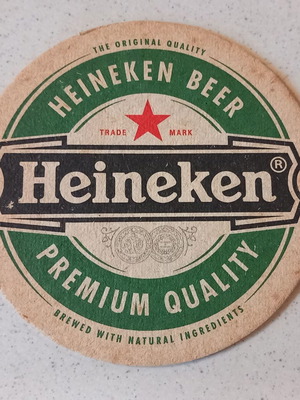 THE ORIGINAL QUALITY
HEINEKEN BEER
TRADE MARK
Heineken®
PREMIUM QUALITY
BREWED WITH NATURAL INGREDIENTS